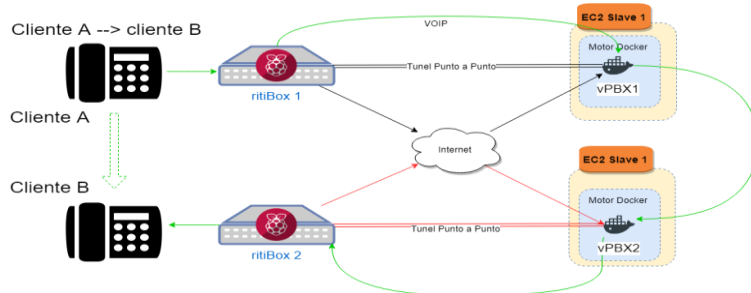 Cliente A --> cliente B
VOIP
EC2 Slave 1
Motor Docker
Tunel Punto a Punto
vPBX1
ritiBox 1
Cliente A
Internet
EC2 Slave 1
Cliente B
Motor Docker
Tunel Punto a Punto
vPBX2
ritiBox 2